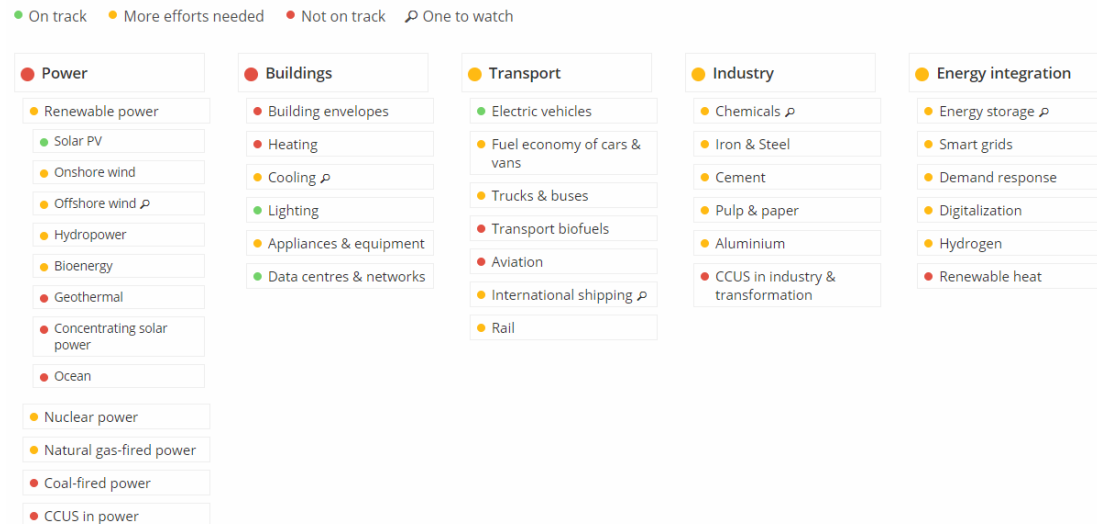 On track More efforts needed Not on track One to watch
Power
Renewable power
Solar PV
Onshore wind
Offshore wind
Hydropower
Bioenergy
Geothermal
Concentrating solar
power
Ocean
Nuclear power
Natural gas-fired power
Coal-fired power
CCUS in power
Buildings
Building envelopes
Heating
Cooling
Lighting
Appliances & equipment
Data centres & networks
Transport
Electric vehicles
Fuel economy of cars &
vans
Trucks & buses
Transport biofuels
Aviation
International shipping
Rail
Industry
Chemicals
Iron & Steel
Cement
Pulp & paper
Aluminium
CCUS in industry &
transformation
Energy integration
Energy storage
Smart grids
Demand response
Digitalization
Hydrogen
Renewable heat